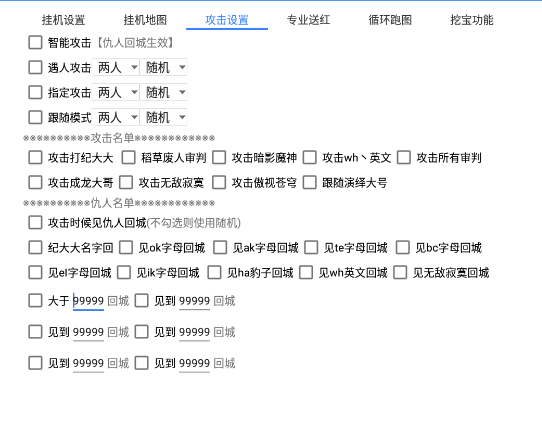 挂机设置 挂机地图 攻击设置 专业送红 循环跑图 挖宝功能
智能攻击【仇人回城生效】
遇人攻击 两人 随机
指定攻击 两人 随机
跟随模式 两人 随机
※※※※※※※※※※攻击名单※※※※※※※※※※※※
攻击打纪大大 稻草废人审判 攻击暗影魔神 攻击wh丶英文 攻击所有审判
攻击成龙大哥 攻击无敌寂寞 攻击傲视苍穹 跟随演绎大号
※※※※※※※※※※仇人名单※※※※※※※※※※※※
攻击时候见仇人回城(不勾选则使用随机)
纪大大名字回 见ok字母回城 见ak字母回城 见te字母回城 见bc字母回城
见el字母回城 见ik字母回城 见ha豹子回城 见wh英文回城 见无敌寂寞回城
大于 99999 回城 见到 99999 回城
见到 99999 回城 见到 99999 回城
见到 99999 回城 见到 99999 回城